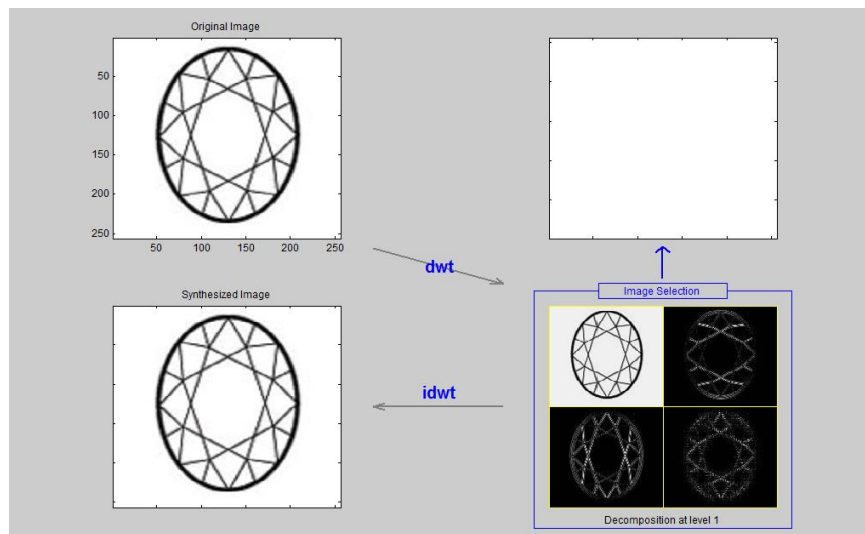 Original Image
50
100
150
200
250
50 100 150 200 250
dwt
Image Selection
Synthesized Image
idwt
Decomposition at level 1